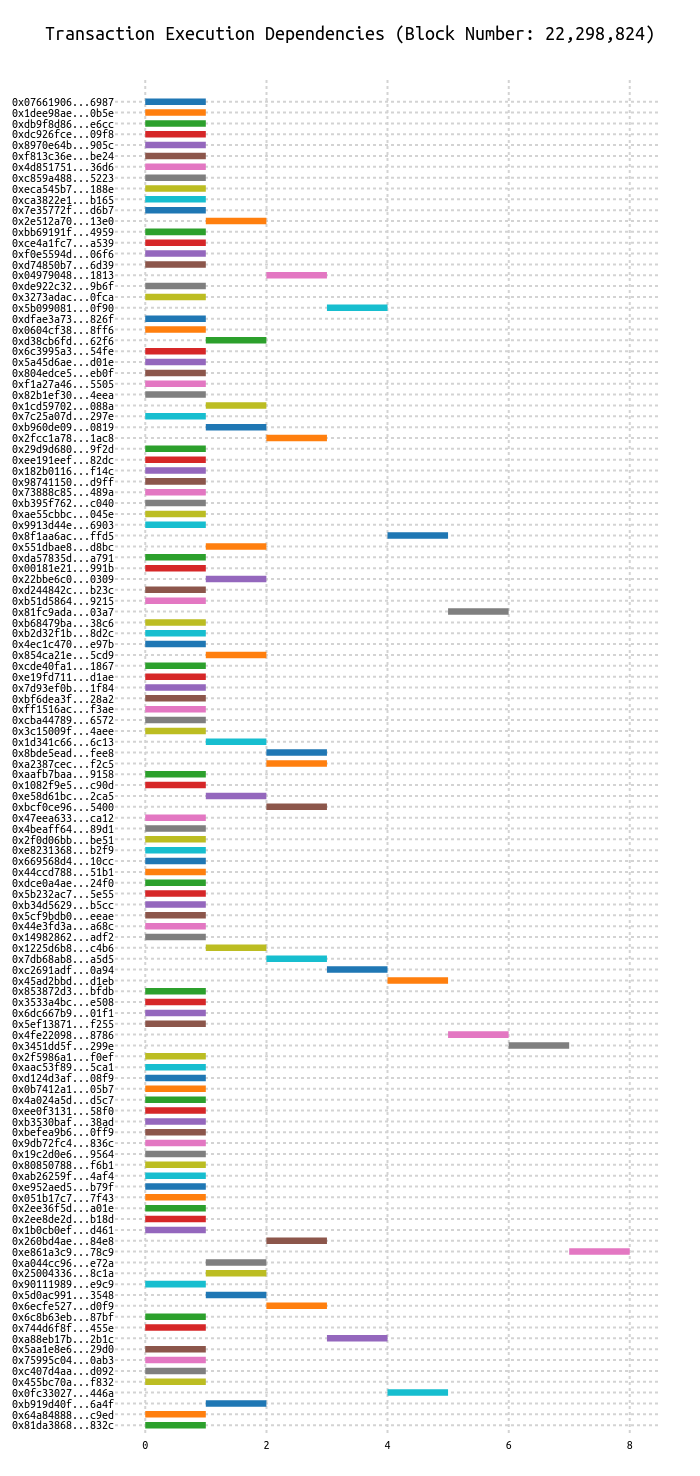 Transaction Execution Dependencies (Block Number: 22,298,824)
0x07661906...6987
0x1dee98ae...0b5e
0xdb9f8d86...e6cc
0xdc926fce...09f8
0x8970e64b...905c
0xf813c36e...be24
0x4d851751...36d6
0xc859a488...5223
0xeca545b7...188e
0xca3822e1...b165
0x7e35772f...d6b7
0x2e512a70...13e0
0xbb69191f...4959
0xce4a1fc7...a539
0xf0e5594d...06f6
0xd74850b7...6d39
0x04979048...1813
0xde922c32...9b6f
0x3273adac...0fca
0x5b099081...0f90
0xdfae3a73...826f
0x0604cf38...8ff6
0xd38cb6fd...62f6
0x6c3995a3...54fe
0x5a45d6ae...d01e
0x804edce5...eb0f
0xf1a27a46...5505
0x82b1ef30...4eea
0x1cd59702...088a
0x7c25a07d...297e
0xb960de09...0819
0x2fcc1a78...1ac8
0x29d9d680...9f2d
0xee191eef...82dc
0x182b0116...f14c
0x98741150...d9ff
0x73888c85...489a
0xb395f762...c040
0xae55cbbc...045e
0x9913d44e...6903
0x8f1aa6ac...ffd5
0x551dbae8...d8bc
0xda57835d...a791
0x00181e21...991b
0x22bbe6c0...0309
0xd244842c...b23c
0xb51d5864...9215
0x81fc9ada...03a7
0xb68479ba...38c6
0xb2d32f1b...8d2c
0x4ec1c470...e97b
0x854ca21e...5cd9
0xcde40fa1...1867
0xe19fd711...d1ae
0x7d93ef0b...1f84
0xbf6dea3f...28a2
0xff1516ac...f3ae
0xcba44789...6572
0x3c15009f...4aee
0x1d341c66...6c13
0x8bde5ead...fee8
0xa2387cec...f2c5
0xaafb7baa...9158
0x1082f9e5...c90d
0xe58d61bc...2ca5
0xbcf0ce96...5400
0x47eea633...ca12
0x4beaff64...89d1
0x2f0d06bb...be51
0xe8231368...b2f9
0x669568d4...10cc
0x44ccd788...51b1
0xdce0a4ae...24f0
0x5b232ac7...5e55
0xb34d5629...b5cc
0x5cf9bdb0...eeae
0x44e3fd3a...a68c
0x14982862...adf2
0x1225d6b8...c4b6
0x7db68ab8...a5d5
0xc2691adf...0a94
0x45ad2bbd...d1eb
0x853872d3...bfdb
0x3533a4bc...e508
0x6dc667b9...01f1
0x5ef13871...f255
0x4fe22098...8786
0x3451dd5f...299e
0x2f5986a1...f0ef
0xaac53f89...5ca1
0xd124d3af...08f9
0x0b7412a1...05b7
0x4a024a5d...d5c7
0xee0f3131...58f0
0xb3530baf...38ad
0xbefea9b6...0ff9
0x9db72fc4...836c
0x19c2d0e6...9564
0x80850788...f6b1
0xab26259f...4af4
0xe952aed5...b79f
0x051b17c7...7f43
0x2ee36f5d...a01e
0x2ee8de2d...b18d
0x1b0cb0ef...d461
0x260bd4ae...84e8
0xe861a3c9...78c9
0xa044cc96...e72a
0x25004336...8c1a
0x90111989...e9c9
0x5d0ac991...3548
0x6ecfe527...d0f9
0x6c8b63eb...87bf
0x744d6f8f...455e
0xa88eb17b...2b1c
0x5aa1e8e6...29d0
0x75995c04...0ab3
0xc407d4aa...d092
0x455bc70a...f832
0x0fc33027...446a
0xb919d40f...6a4f
0x64a84888...c9ed
0x81da3868...832c
0 2 4 6 8